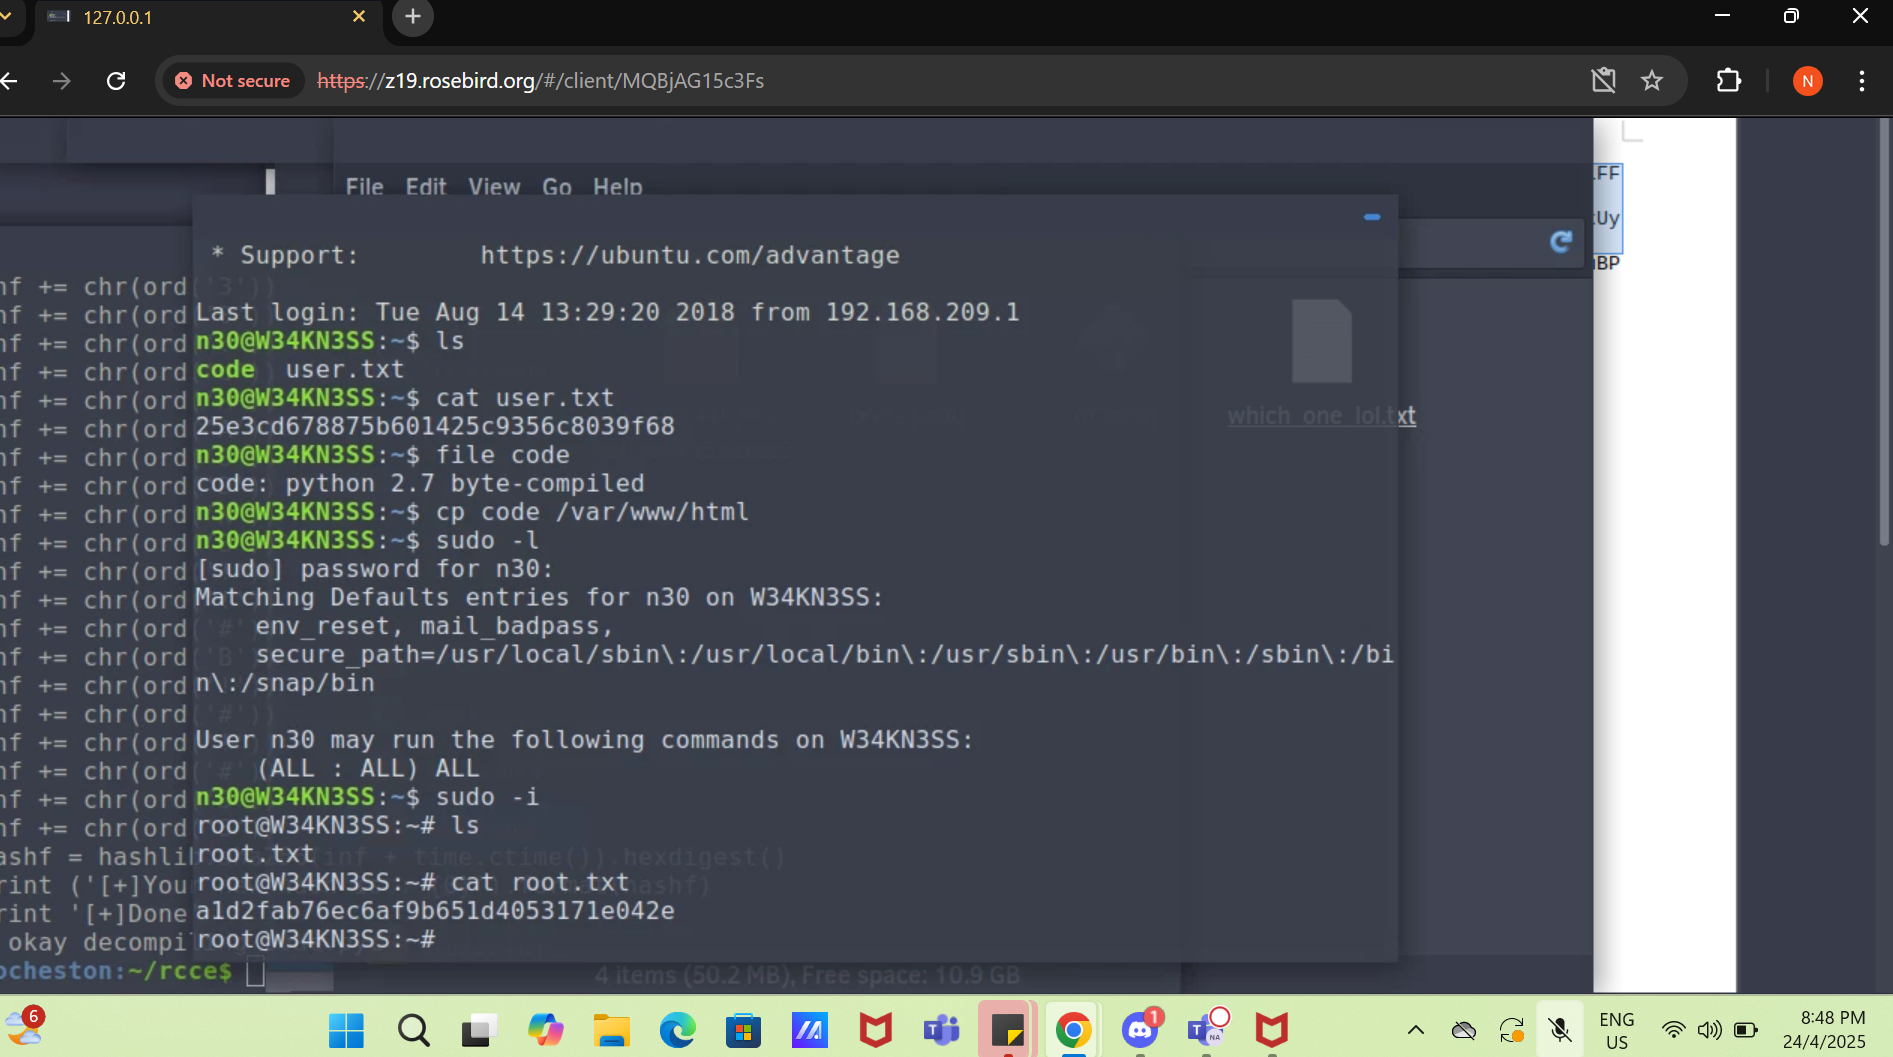 127.0.0.1
Not secure
https://z19.rosebird.org/#/client/MQBjAG15c3Fs
N
File Edit View Go Help
FF
Uy
BP
* Support: https://ubuntu.com/advantage
Last login: Tue Aug 14 13:29:20 2018 from 192.168.209.1
n30@W34KN3SS:~$ ls
code user.txt
n30@W34KN3SS:~$ cat user.txt
25e3cd678875b601425c9356c8039f68
n30@W34KN3SS:~$ file code
code: python 2.7 byte-compiled
n30@W34KN3SS:~$ cp code /var/www/html
n30@W34KN3SS:~$ sudo -l
[sudo] password for n30:
Matching Defaults entries for n30 on W34KN3SS:
env_reset, mail_badpass,
secure_path=/usr/local/sbin\:/usr/local/bin\:/usr/sbin\:/usr/bin\:/sbin\:/bi
n\:/snap/bin
User n30 may run the following commands on W34KN3SS:
(ALL : ALL) ALL
n30@W34KN3SS:~$ sudo -i
root@W34KN3SS:~# ls
root.txt
root@W34KN3SS:~# cat root.txt
a1d2fab76ec6af9b651d4053171e042e
root@W34KN3SS:~#
nf += chr(ord('3'))
nf += chr(ord
nf += chr(ord
nf += chr(ord
nf += chr(ord
nf += chr(ord
nf += chr(ord
nf += chr(ord
nf += chr(ord
nf += chr(ord
nf += chr(ord
nf += chr(ord
nf += chr(ord('#'
nf += chr(ord('B'
nf += chr(ord
nf += chr(ord('#'))
nf += chr(ord
nf += chr(ord('#'
nf += chr(ord
nf += chr(ord
ashf = hashli (inf + time.ctime()).hexdigest()
rint ('[+]You hashf)
rint '[+]Done
okay decompi
ocheston:~/rcce$
which_one_lol.txt
4 items (50.2 MB), Free space: 10.9 GB
6
1
NA
ENG
US
8:48 PM
24/4/2025